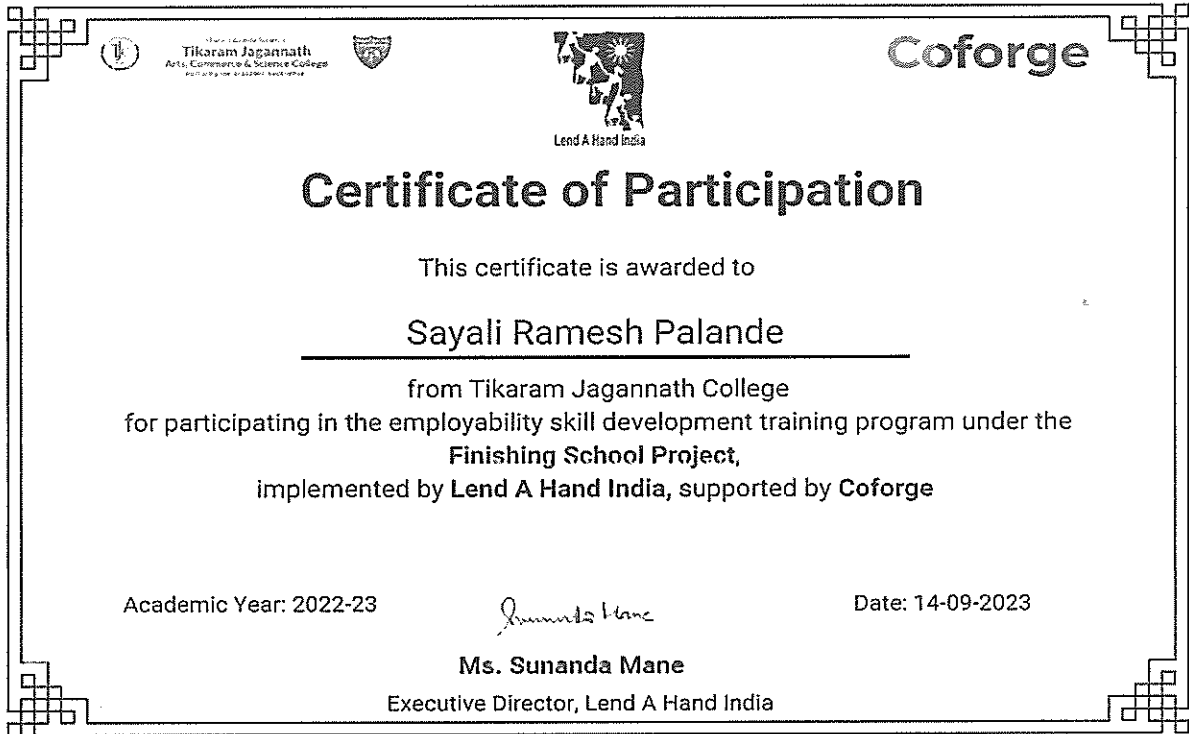 Tikaram Jagannath
Arts, Commerce & Science College
75
Lend A Hand India
Coforge
Certificate of Participation
This certificate is awarded to
Sayali Ramesh Palande
from Tikaram Jagannath College
for participating in the employability skill development training program under the
Finishing School Project,
implemented by Lend A Hand India, supported by Coforge
Academic Year: 2022-23
Sunanda Mane
Date: 14-09-2023
Ms. Sunanda Mane
Executive Director, Lend A Hand India